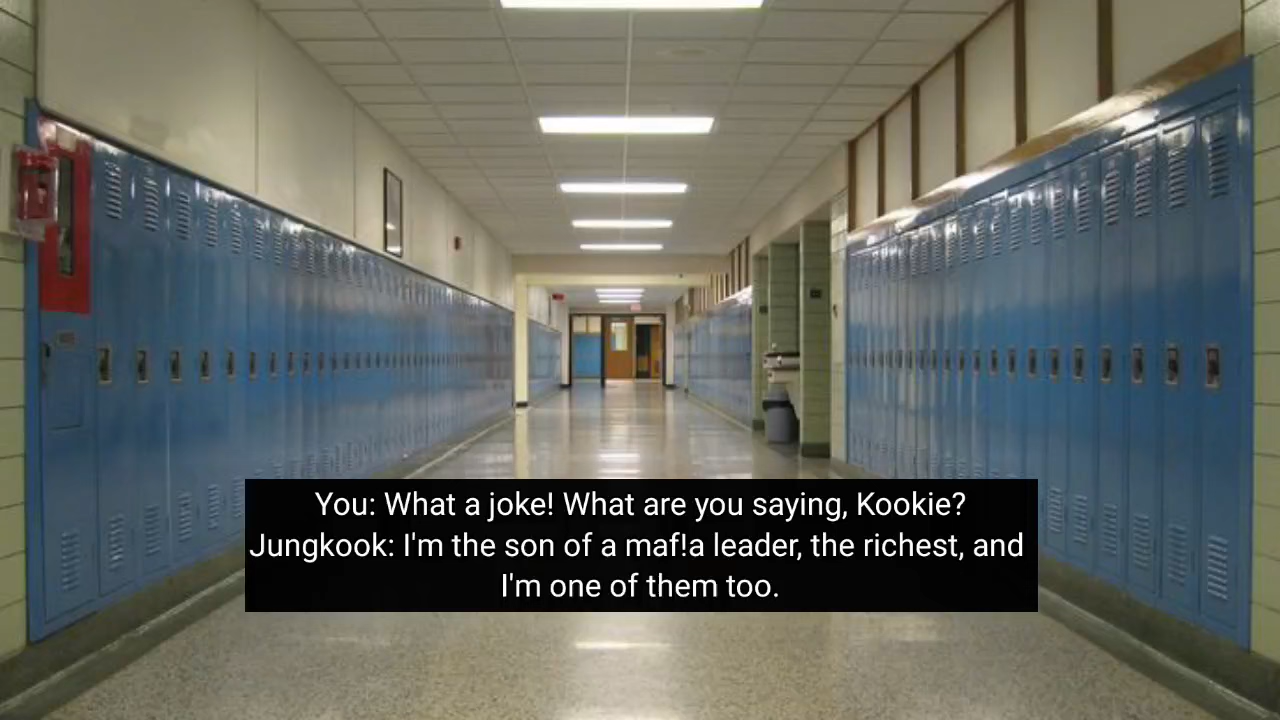 You: What a joke! What are you saying, Kookie?
Jungkook: I'm the son of a maf!a leader, the richest, and
I'm one of them too.